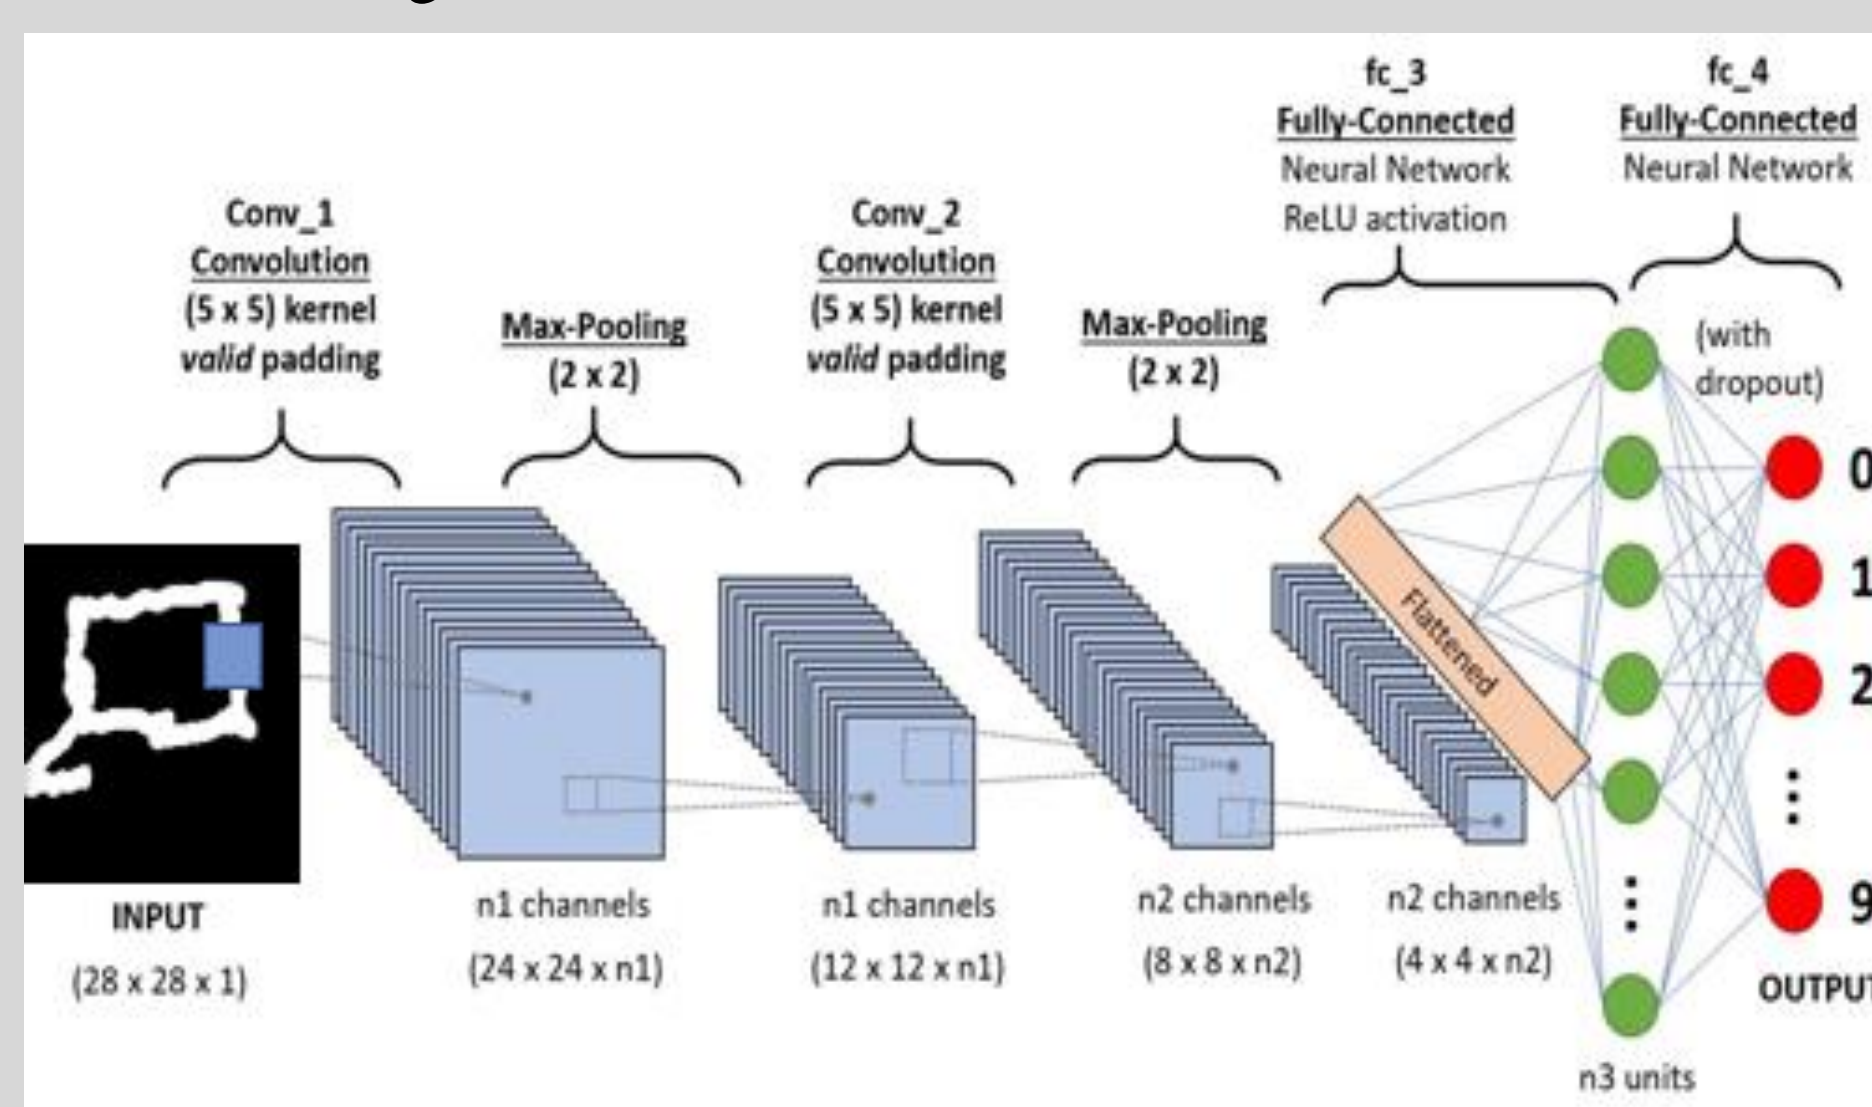 fc_3
Fully-Connected
Neural Network
ReLU activation
fc_4
Fully-Connected
Neural Network
Conv_1
Convolution
(5 x 5) kernel
valid padding
Max-Pooling
(2 x 2)
Conv_2
Convolution
(5 x 5) kernel
valid padding
Max-Pooling
(2 x 2)
(with
dropout)
Flattened
0
1
2
9
INPUT
(28 x 28 x 1)
n1 channels
(24 x 24 x n1)
n1 channels
(12 x 12 x n1)
n2 channels
(8 x 8 x n2)
n2 channels
(4 x 4 x n2)
OUTPUT
n3 units